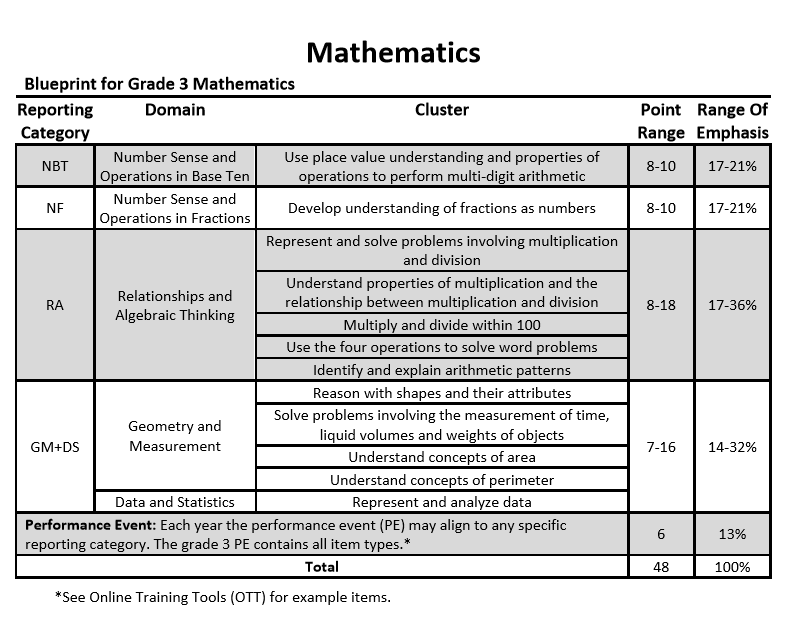 Mathematics
Blueprint for Grade 3 Mathematics
Reporting Category Domain Cluster Point Range Range Of Emphasis
NBT
Number Sense and
Operations in Base Ten
Use place value understanding and properties of
operations to perform multi-digit arithmetic
8-10
17-21%
NF
Number Sense and
Operations in Fractions
Develop understanding of fractions as numbers
8-10
17-21%
RA
Relationships and
Algebraic Thinking
Represent and solve problems involving multiplication
and division
Understand properties of multiplication and the
relationship between multiplication and division
Multiply and divide within 100
Use the four operations to solve word problems
Identify and explain arithmetic patterns
8-18
17-36%
GM+DS
Geometry and
Measurement
Reason with shapes and their attributes
Solve problems involving the measurement of time,
liquid volumes and weights of objects
Understand concepts of area
Understand concepts of perimeter
Data and Statistics
Represent and analyze data
7-16
14-32%
Performance Event: Each year the performance event (PE) may align to any specific
reporting category. The grade 3 PE contains all item types.*
6
13%
Total
48
100%
*See Online Training Tools (OTT) for example items.